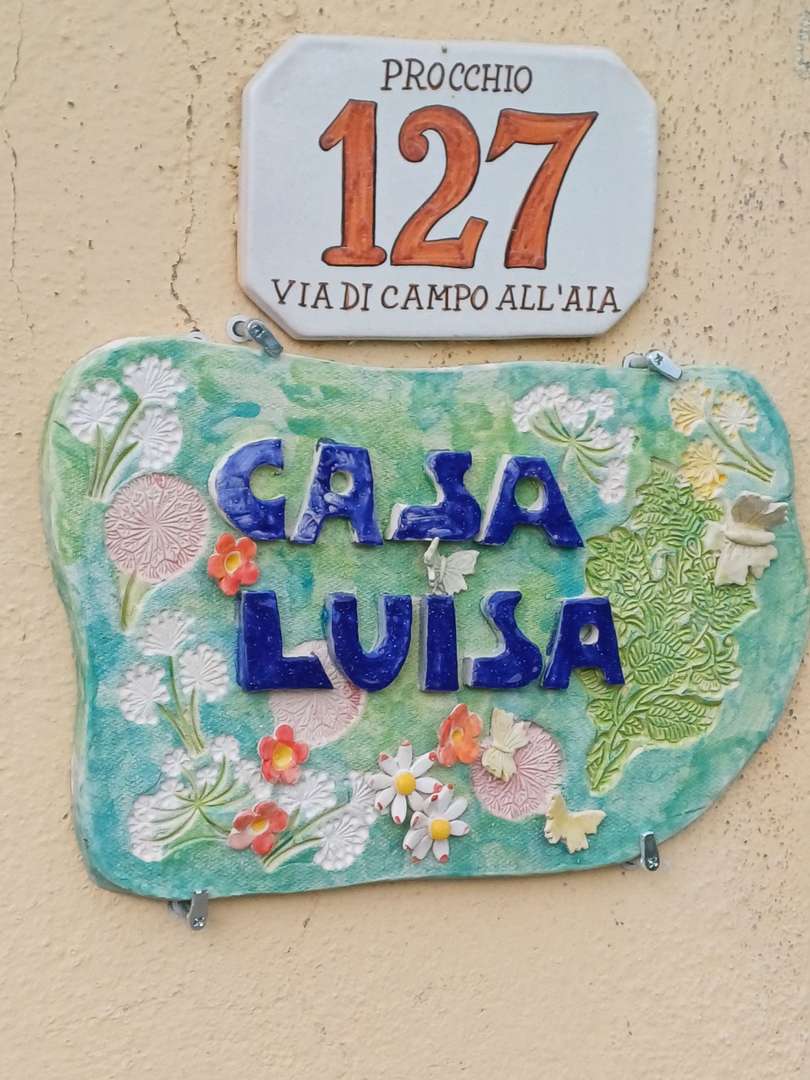 PROCCHIO
127
VIA DI CAMPO ALL'AIA
CASA
LUISA